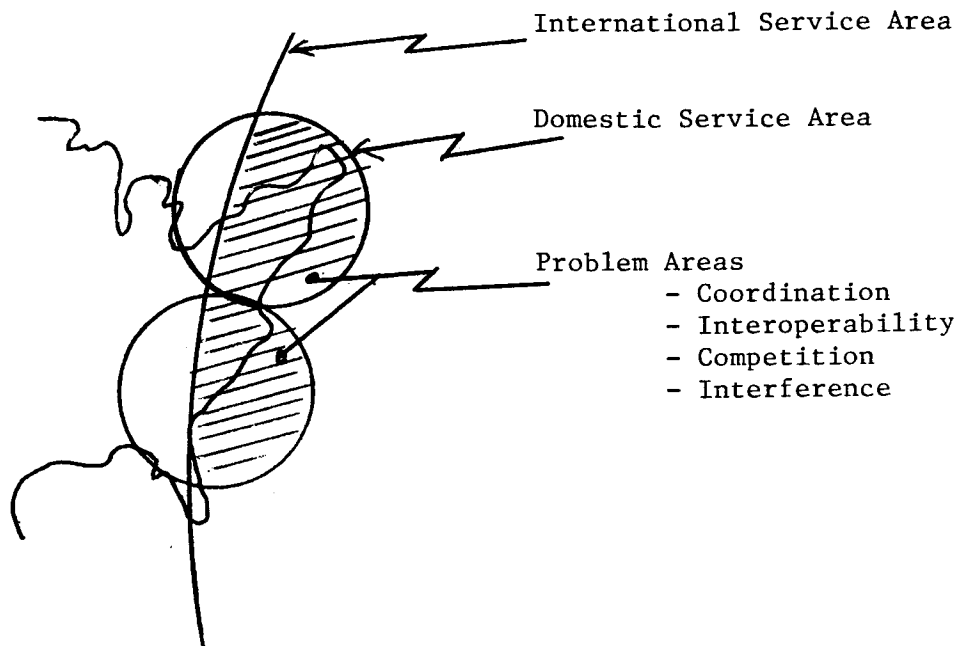 International Service Area
Domestic Service Area
Problem Areas
- Coordination
- Interoperability
- Competition
- Interference